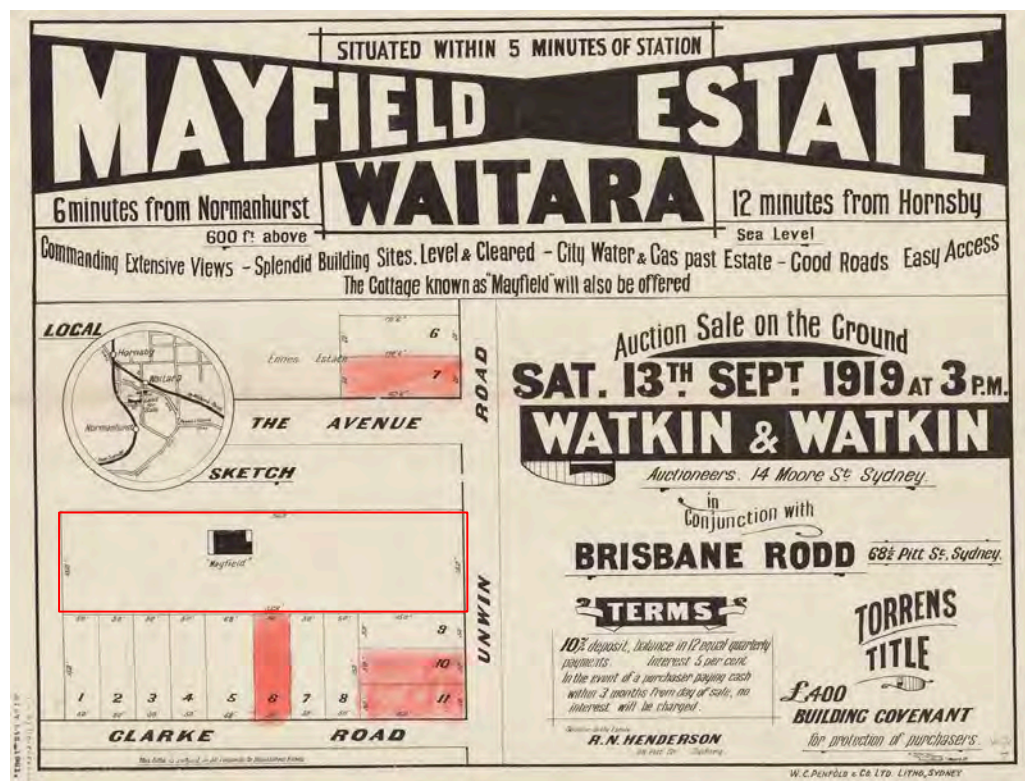 SITUATED WITHIN 5 MINUTES OF STATION
MAYFIELD ESTATE
WAITARA
6 minutes from Normanhurst
12 minutes from Hornsby
600 ft above Sea Level
Commanding Extensive Views - Splendid Building Sites. Level & Cleared - City Water & Gas past Estate - Good Roads Easy Access
The Cottage known as "Mayfield" will also be offered
LOCAL
SKETCH
Hornsby
Waitara
Normanhurst
Ennes Estate
6
7
THE AVENUE
ROAD
UNWIN
"Mayfield"
9
10
11
1 2 3 4 5 6 7 8
CLARKE ROAD
Auction Sale on the Ground
SAT. 13TH SEPT 1919 AT 3 P.M.
WATKIN & WATKIN
Auctioneers. 14 Moore St Sydney.
in
Conjunction with
BRISBANE RODD 68½ Pitt St, Sydney.
TERMS
10% deposit, balance in 12 equal quarterly
payments. Interest 5 per cent.
In the event of a purchaser paying cash
within 3 months from day of sale, no
interest will be charged.
R.N. HENDERSON
TORRENS
TITLE
£400
BUILDING COVENANT
for protection of purchasers.
W.C. PENFOLD & Co LTD. LITHO, SYDNEY